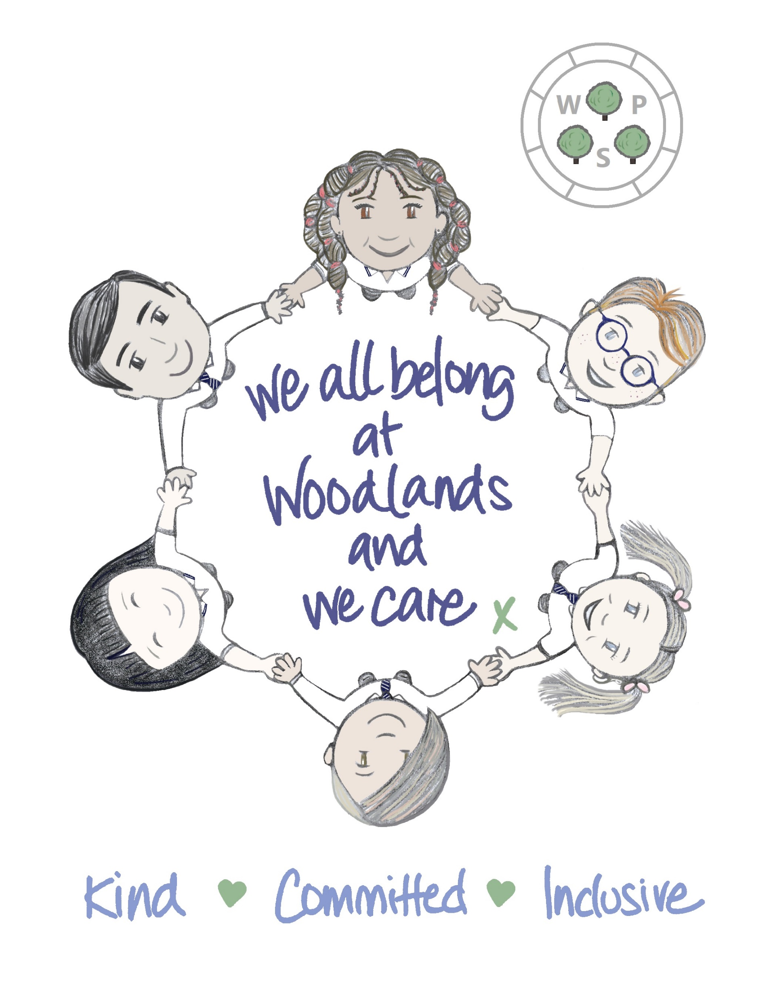 W P
S
we all belong
at
Woodlands
and
we care x
Kind ♥ Committed ♥ Inclusive